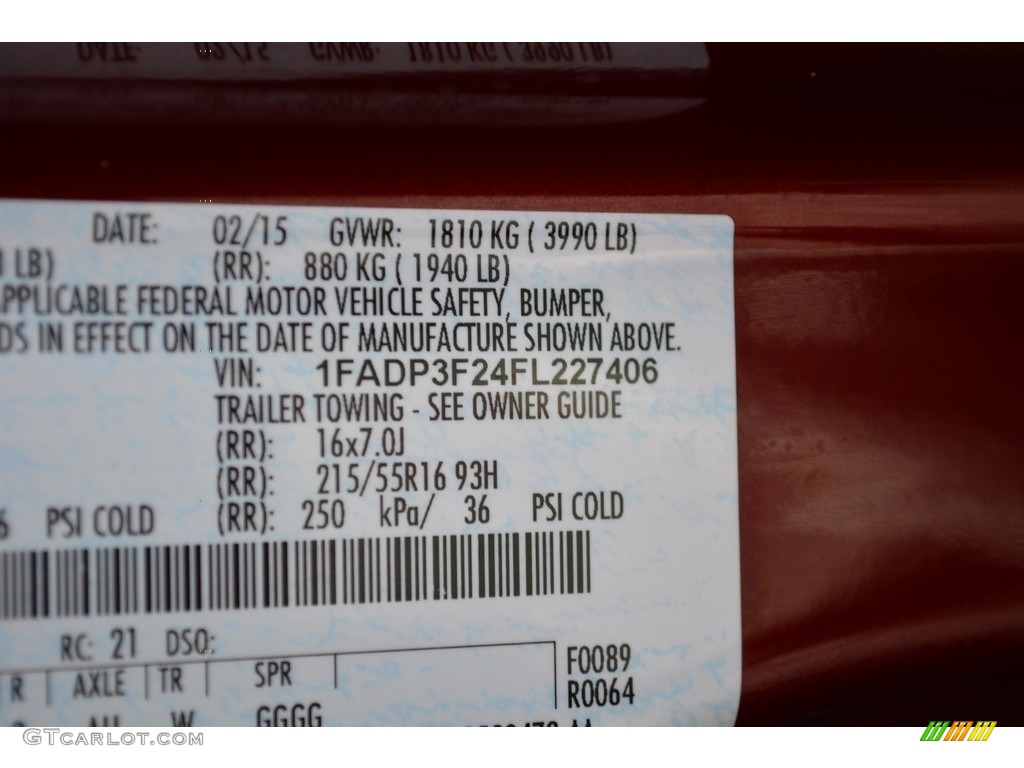 DATE: 02/15 GVWR: 1810 KG ( 3990 LB)
LB) (RR): 880 KG ( 1940 LB)
APPLICABLE FEDERAL MOTOR VEHICLE SAFETY, BUMPER,
DS IN EFFECT ON THE DATE OF MANUFACTURE SHOWN ABOVE.
VIN: 1FADP3F24FL227406
TRAILER TOWING - SEE OWNER GUIDE
(RR): 16x7.0J
(RR): 215/55R16 93H
6 PSI COLD (RR): 250 kPa/ 36 PSI COLD
RC: 21 DSO:
F0089
R AXLE TR SPR
R0064
W GGGG
GTcarlot.com